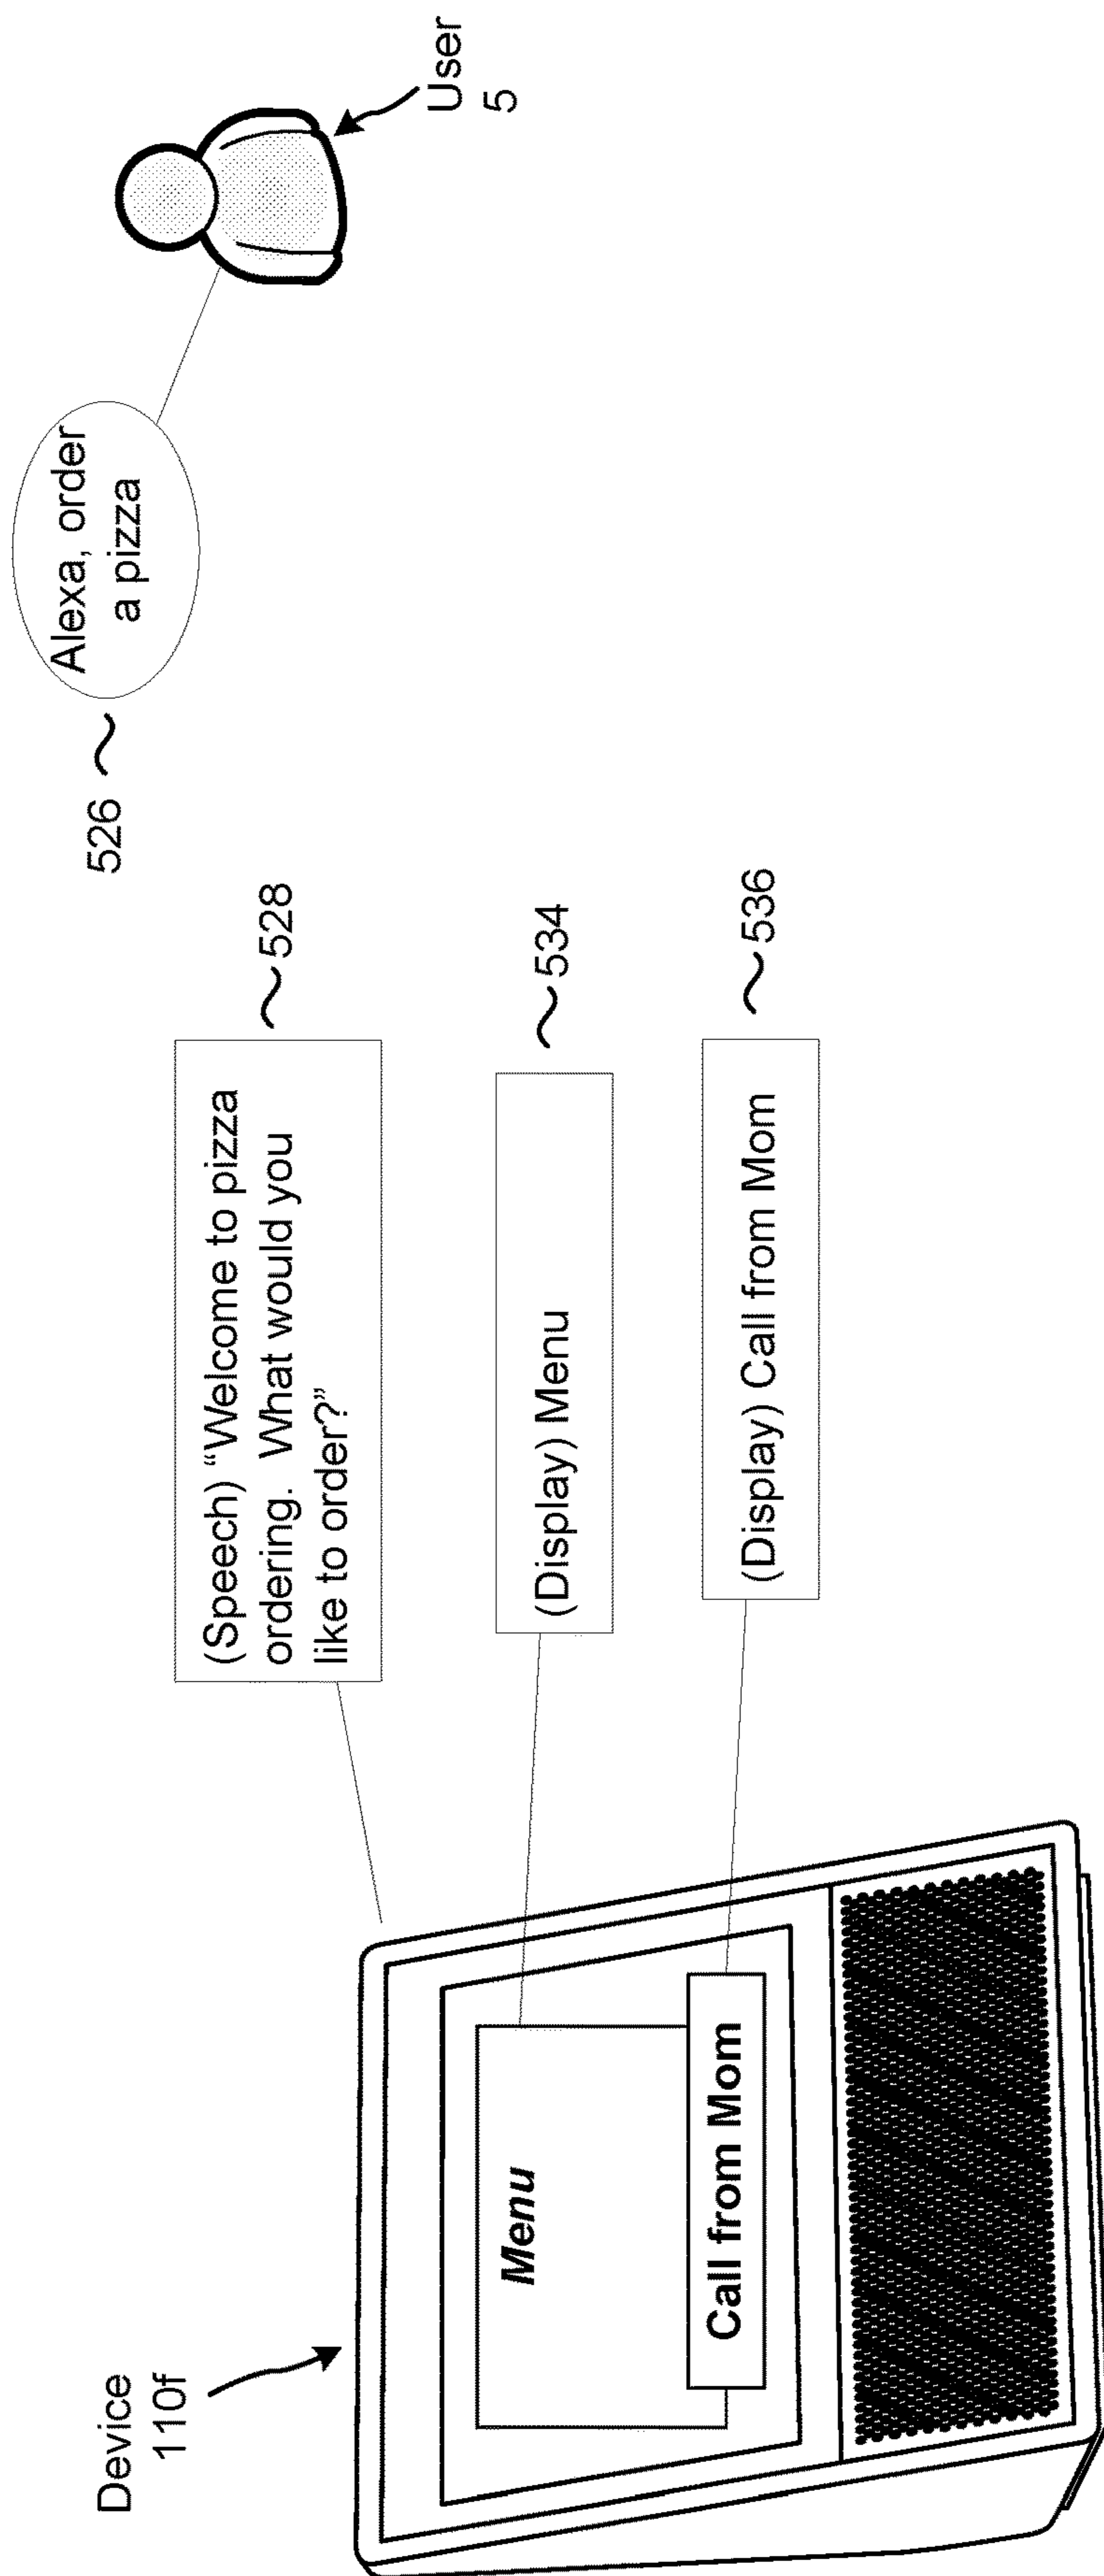 Device
110f
Menu
Call from Mom
(Speech) “Welcome to pizza
ordering.  What would you
like to order?”
528
(Display) Menu
534
(Display) Call from Mom
536
526
Alexa, order
a pizza
User
5